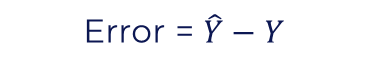 Error = Ŷ − Y